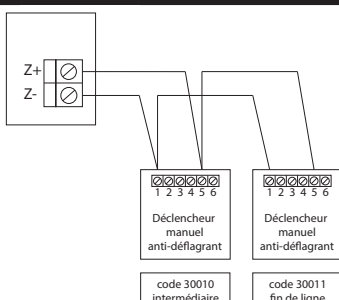 Z+
Z-
1 2 3 4 5 6
Déclencheur
manuel
anti-déflagrant
1 2 3 4 5 6
Déclencheur
manuel
anti-déflagrant
code 30010
intermédiaire
code 30011
fin de ligne